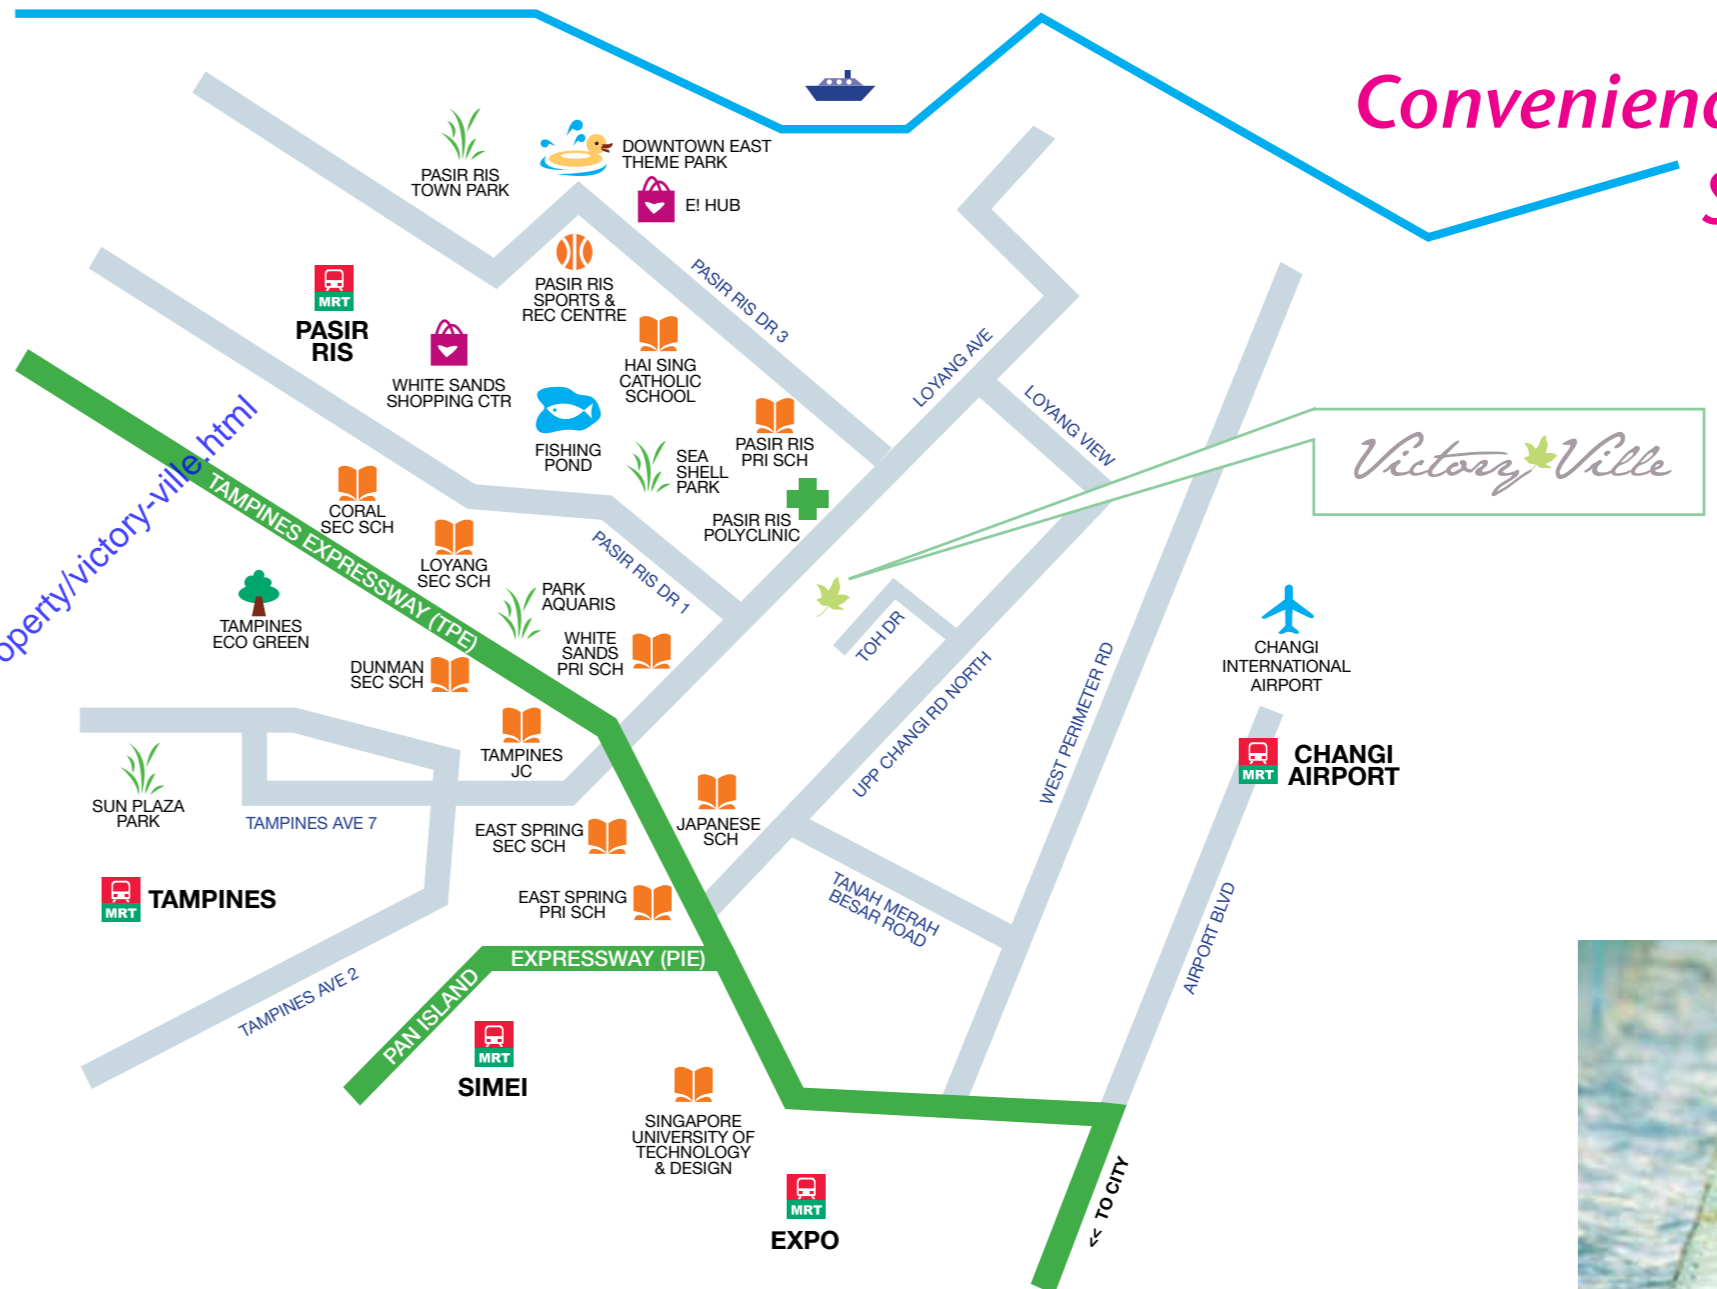 Convenienc
S
PASIR RIS
TOWN PARK
DOWNTOWN EAST
THEME PARK
E! HUB
PASIR RIS
SPORTS &
REC CENTRE
PASIR RIS DR 3
MRT
PASIR
RIS
WHITE SANDS
SHOPPING CTR
HAI SING
CATHOLIC
SCHOOL
LOYANG AVE
LOYANG VIEW
FISHING
POND
SEA
SHELL
PARK
PASIR RIS
PRI SCH
PASIR RIS
POLYCLINIC
Victory Ville
operty/victory-ville.html
TAMPINES EXPRESSWAY (TPE)
CORAL
SEC SCH
LOYANG
SEC SCH
PASIR RIS DR 1
PARK
AQUARIS
WHITE
SANDS
PRI SCH
TAMPINES
ECO GREEN
DUNMAN
SEC SCH
TOH DR
UPP CHANGI RD NORTH
WEST PERIMETER RD
CHANGI
INTERNATIONAL
AIRPORT
MRT
CHANGI
AIRPORT
TAMPINES
JC
SUN PLAZA
PARK
TAMPINES AVE 7
EAST SPRING
SEC SCH
JAPANESE
SCH
MRT
TAMPINES
EAST SPRING
PRI SCH
TANAH MERAH
BESAR ROAD
AIRPORT BLVD
TAMPINES AVE 2
PAN ISLAND
EXPRESSWAY (PIE)
MRT
SIMEI
SINGAPORE
UNIVERSITY OF
TECHNOLOGY
& DESIGN
MRT
EXPO
<< TO CITY